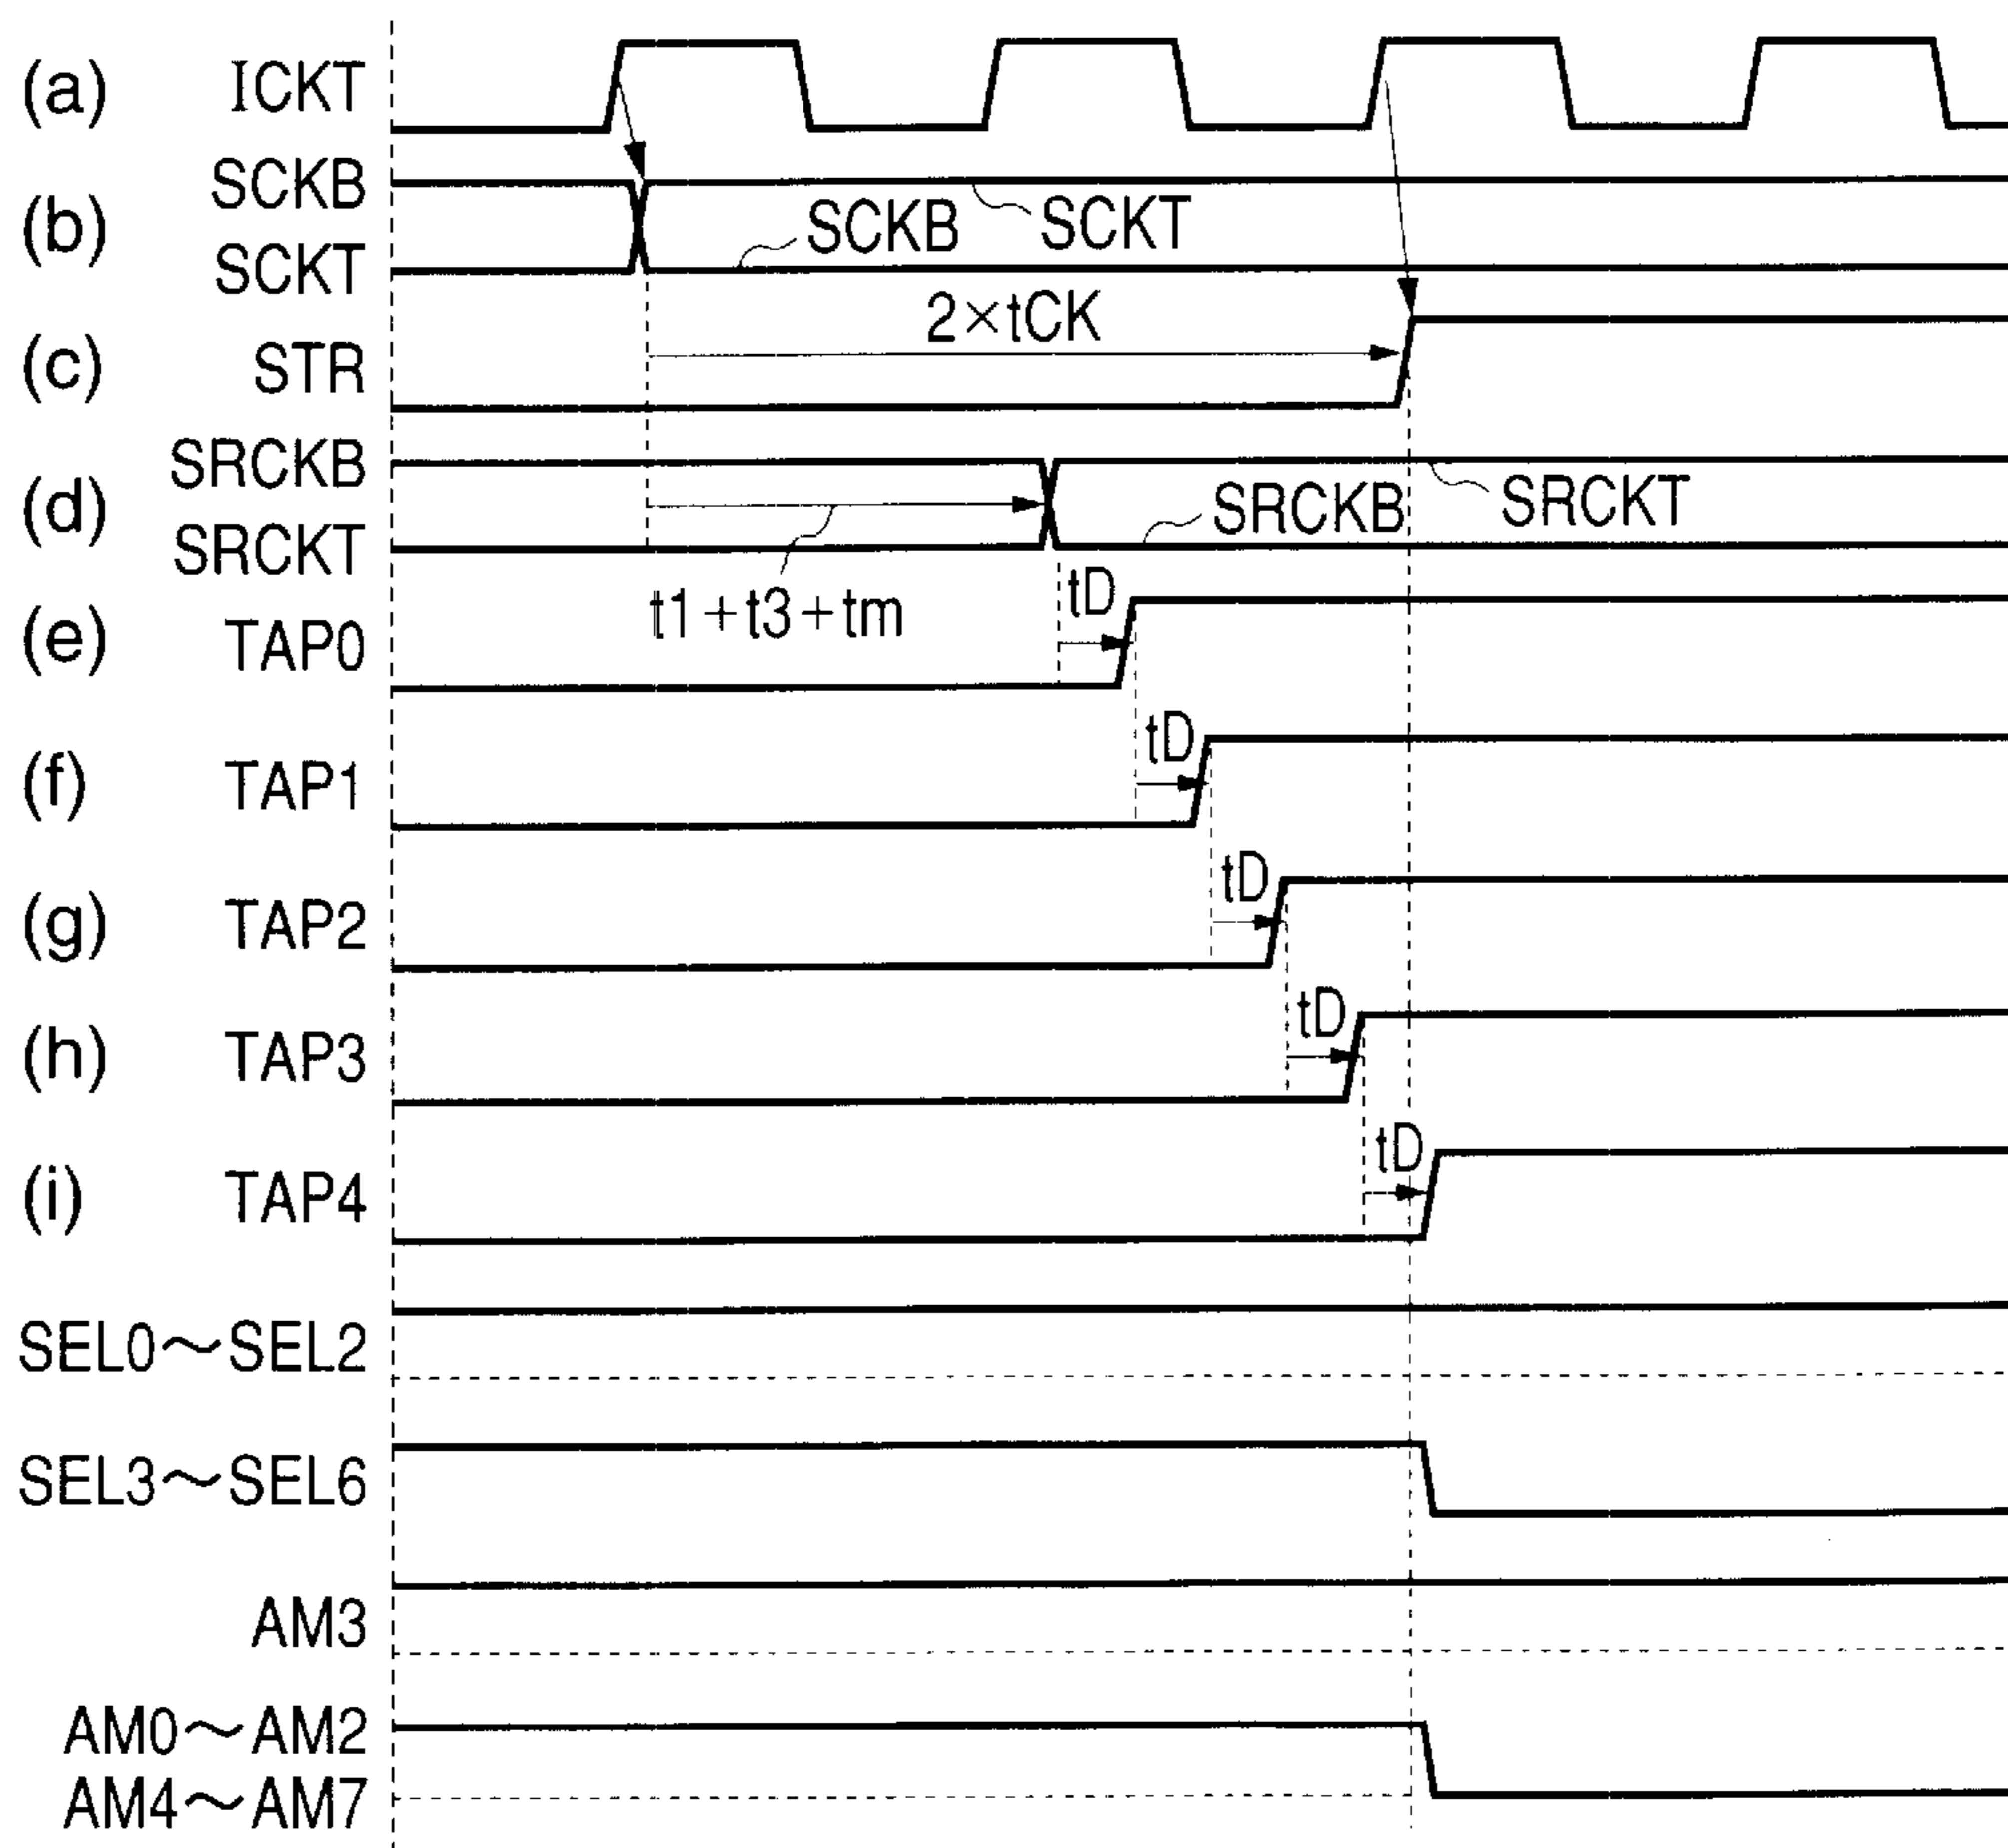 (a) ICKT
SCKB
(b) SCKB SCKT
SCKT
2×tCK
(c) STR
SRCKB
(d) SRCKB SRCKT
SRCKT
tD
t1+t3+tm
(e) TAP0
tD
(f) TAP1
tD
(g) TAP2
tD
(h) TAP3
tD
(i) TAP4
SEL0~SEL2
SEL3~SEL6
AM3
AM0~AM2
AM4~AM7